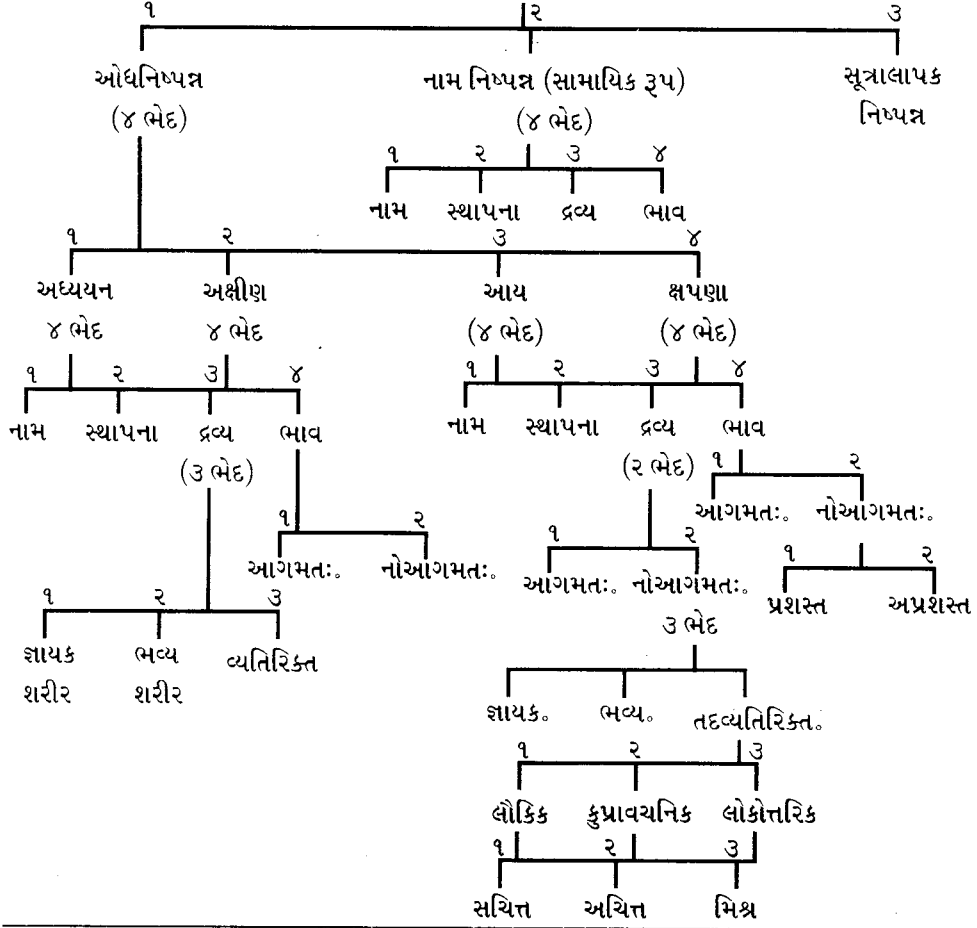 ૧ ૨ ૩
ઓઘનિષ્પન્ન નામ નિષ્પન્ન (સામાયિક રૂપ) સૂત્રાલાપક
(૪ ભેદ) (૪ ભેદ) નિષ્પન્ન
૧ ૨ ૩ ૪
નામ સ્થાપના દ્રવ્ય ભાવ
૧ ૨ ૩ ૪
અધ્યયન અક્ષીણ આય ક્ષપણા
૪ ભેદ ૪ ભેદ (૪ ભેદ) (૪ ભેદ)
૧ ૨ ૩ ૪ ૧ ૨ ૩ ૪
નામ સ્થાપના દ્રવ્ય ભાવ નામ સ્થાપના દ્રવ્ય ભાવ
(૩ ભેદ) (૨ ભેદ) ૧ ૨
આગમતઃ૦ નોઆગમતઃ૦
૧ ૨ ૧ ૨ ૧ ૨
આગમતઃ૦ નોઆગમતઃ૦ આગમતઃ૦ નોઆગમતઃ૦ પ્રશસ્ત અપ્રશસ્ત
૧ ૨ ૩ ૩ ભેદ
જ્ઞાયક ભવ્ય વ્યતિરિક્ત
શરીર શરીર
જ્ઞાયક૦ ભવ્ય૦ તદવ્યતિરિક્ત૦
૧ ૨ ૩
લૌકિક કુપ્રાવચનિક લોકોત્તરિક
૧ ૨ ૩
સચિત્ત અચિત્ત મિશ્ર